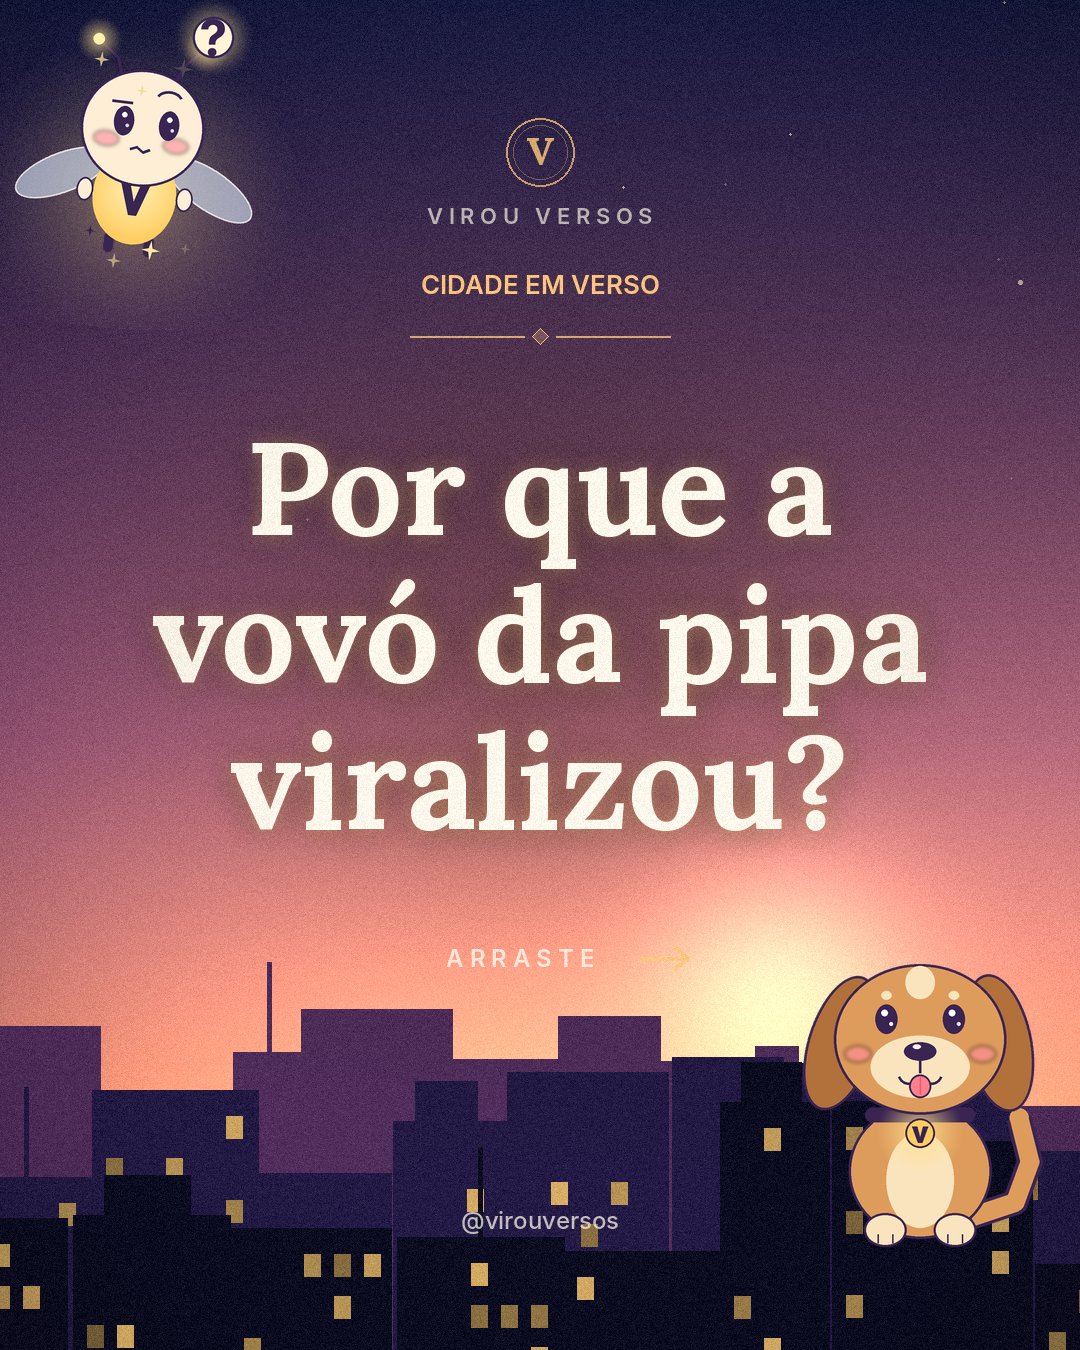 ?
V
V
VIROU VERSOS
CIDADE EM VERSO
Por que a
vovó da pipa
viralizou?
ARRASTE →
V
@virouversos